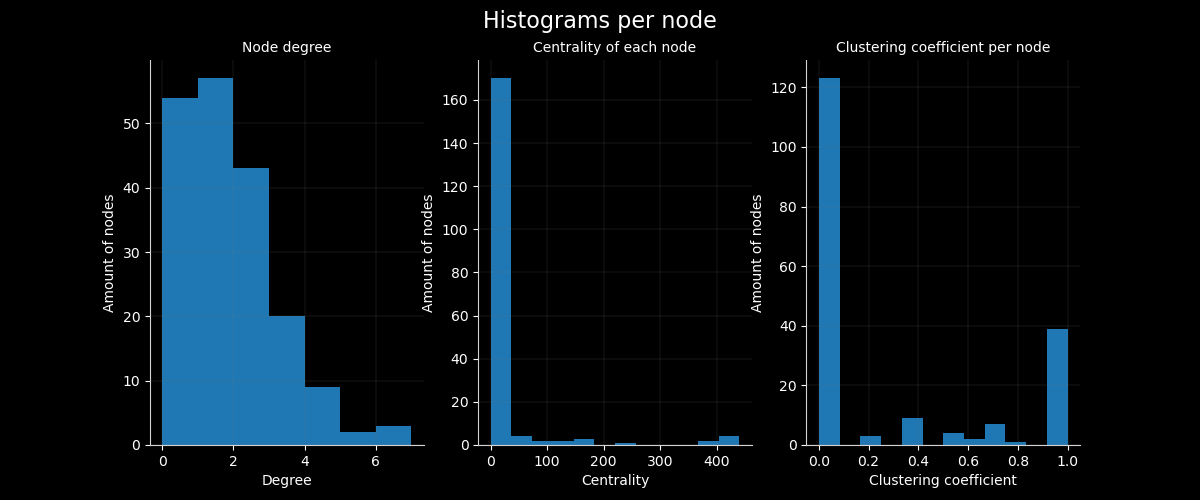 Histograms per node
Node degree
Amount of nodes
50
40
30
20
10
0
0 2 4 6
Degree
Centrality of each node
Amount of nodes
160
140
120
100
80
60
40
20
0
0 100 200 300 400
Centrality
Clustering coefficient per node
Amount of nodes
120
100
80
60
40
20
0
0.0 0.2 0.4 0.6 0.8 1.0
Clustering coefficient